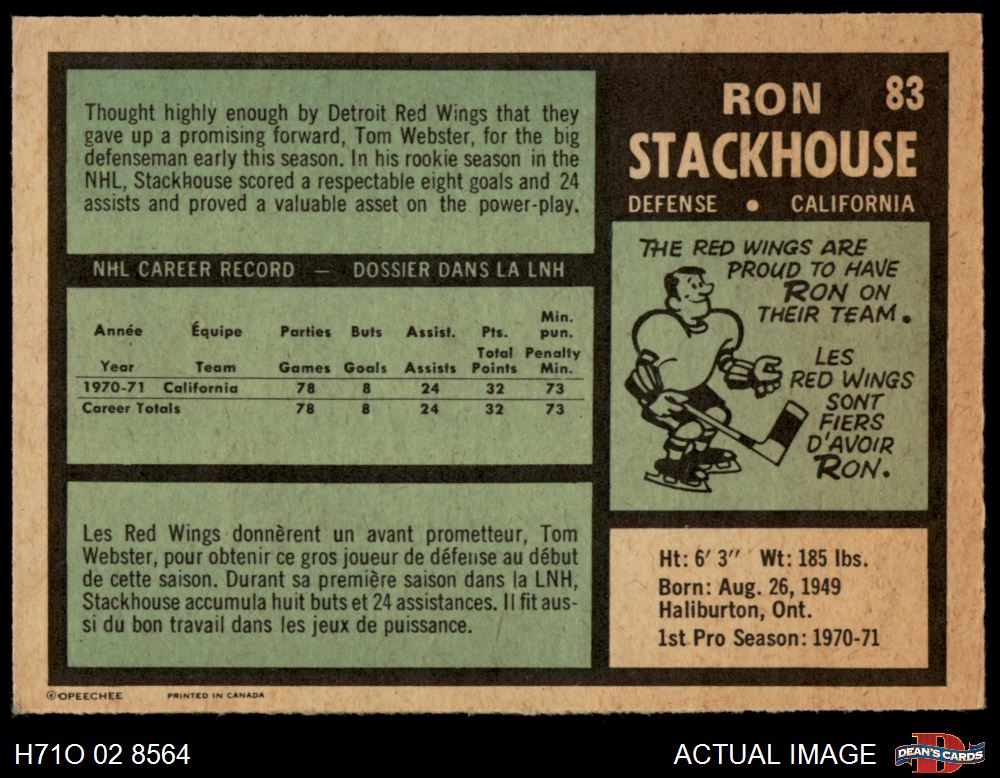 Thought highly enough by Detroit Red Wings that they
gave up a promising forward, Tom Webster, for the big
defenseman early this season. In his rookie season in the
NHL, Stackhouse scored a respectable eight goals and 24
assists and proved a valuable asset on the power-play.
NHL CAREER RECORD — DOSSIER DANS LA LNH
Année Équipe Parties Buts Assist. Pts. Min. pun.
Year Team Games Goals Assists Total Points Penalty Min.
1970-71 California 78 8 24 32 73
Career Totals 78 8 24 32 73
Les Red Wings donnèrent un avant prometteur, Tom
Webster, pour obtenir ce gros joueur de défense au début
de cette saison. Durant sa première saison dans la LNH,
Stackhouse accumula huit buts et 24 assistances. Il fit aus-
si du bon travail dans les jeux de puissance.
RON 83
STACKHOUSE
DEFENSE • CALIFORNIA
THE RED WINGS ARE
PROUD TO HAVE
RON ON
THEIR TEAM.
LES
RED WINGS
SONT
FIERS
D'AVOIR
RON.
Ht: 6' 3" Wt: 185 lbs.
Born: Aug. 26, 1949
Haliburton, Ont.
1st Pro Season: 1970-71
© OPEECHEE PRINTED IN CANADA
H71O 02 8564 ACTUAL IMAGE DEAN'S CARDS